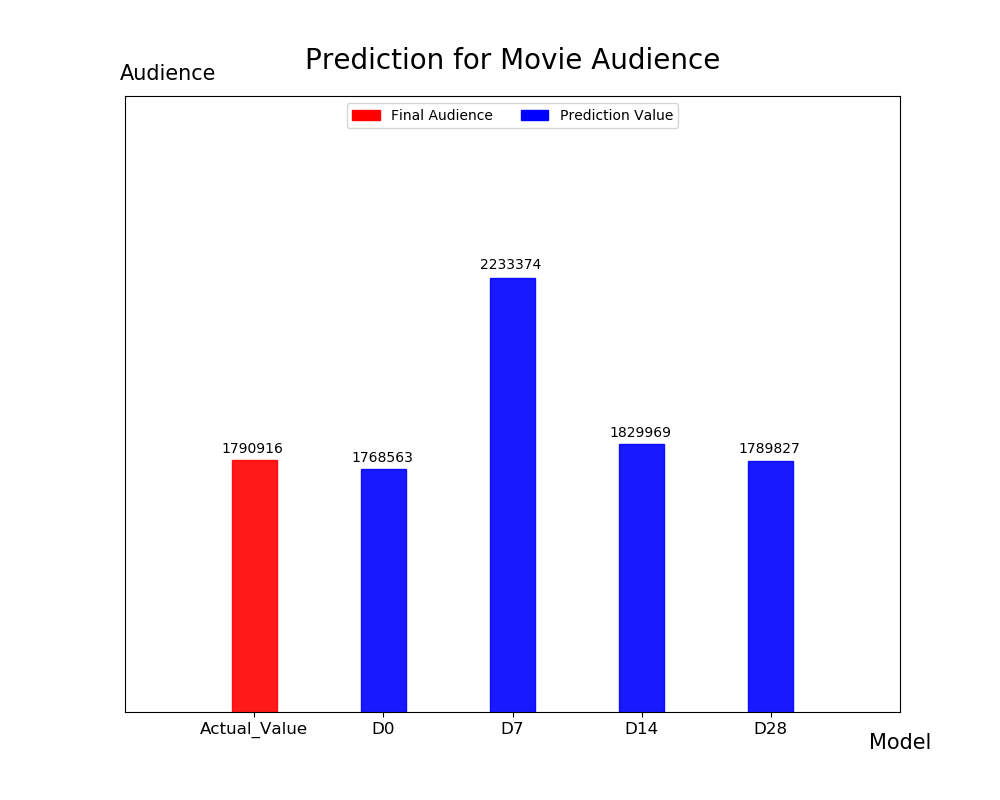 Prediction for Movie Audience
Audience
Final Audience
Prediction Value
2233374
1829969
1790916
1768563
1789827
Actual_Value
D0
D7
D14
D28
Model